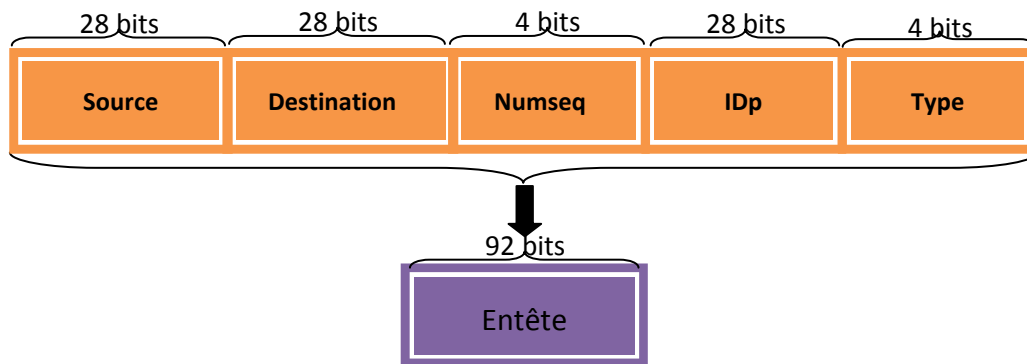 28 bits 28 bits 4 bits 28 bits 4 bits
Source Destination Numseq IDp Type
92 bits
Entête